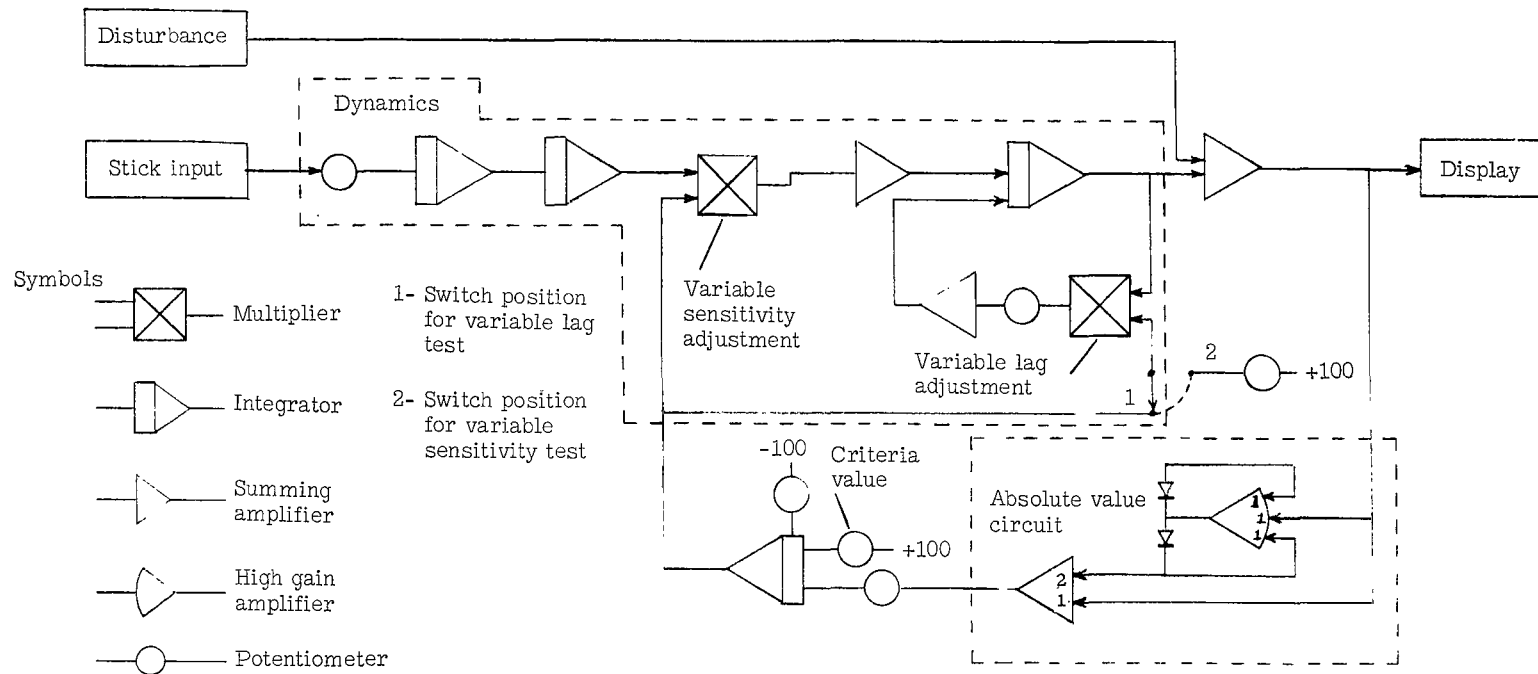 Disturbance
Dynamics
Stick input
Display
Variable
sensitivity
adjustment
Variable lag
adjustment
1
2
+100
Symbols
Multiplier
Integrator
Summing
amplifier
High gain
amplifier
Potentiometer
1- Switch position
for variable lag
test
2- Switch position
for variable
sensitivity test
-100
Criteria
value
+100
Absolute value
circuit
1
1
1
2
1